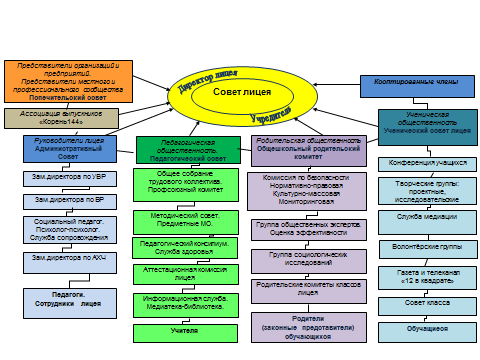 Представители организаций и
предприятий.
Представители местного и
профессионального сообщества
Попечительский совет
Директор лицея
Совет лицея
Учредитель
Кооптированные члены
Ассоциация выпускников
«Корень144»
Ученическая
общественность
Ученический совет лицея
Руководители лицея
Административный
Совет
Педагогическая
общественность.
Педагогический совет
Родительская общественность
Общешкольный родительский
комитет
Зам директора по УВР
Зам директора по ВР
Социальный педагог.
Психолог-психолог.
Служба сопровождения
Зам директора по АХЧ
Педагоги.
Сотрудники лицея
Общее собрание
трудового коллектива.
Профсоюзный комитет
Методический совет.
Предметные МО.
Педагогический консилиум.
Служба здоровья
Аттестационная комиссия
лицея
Информационная служба.
Медиатека-библиотека.
Учителя
Комиссия по безопасности
Нормативно-правовая
Культурно-массовая
Мониторинговая
Группа общественных экспертов.
Оценка эффективности
Группа социологических
исследований
Родительские комитеты классов
лицея
Родители
(законные представители)
обучающихся
Конференция учащихся
Творческие группы:
проектные,
исследовательские
Служба медиации
Волонтёрские группы
Газета и телеканал
«12 в квадрате»
Совет класса
Обучащиеся